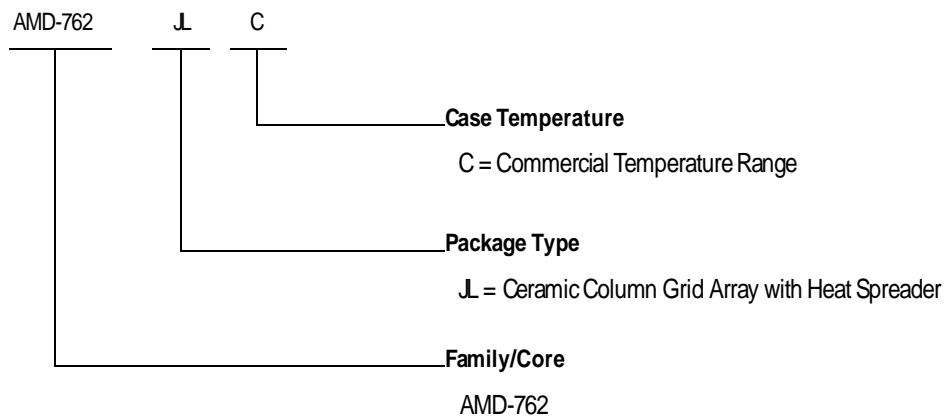 AMD-762 JL C
Case Temperature
C = Commercial Temperature Range
Package Type
JL = Ceramic Column Grid Array with Heat Spreader
Family/Core
AMD-762